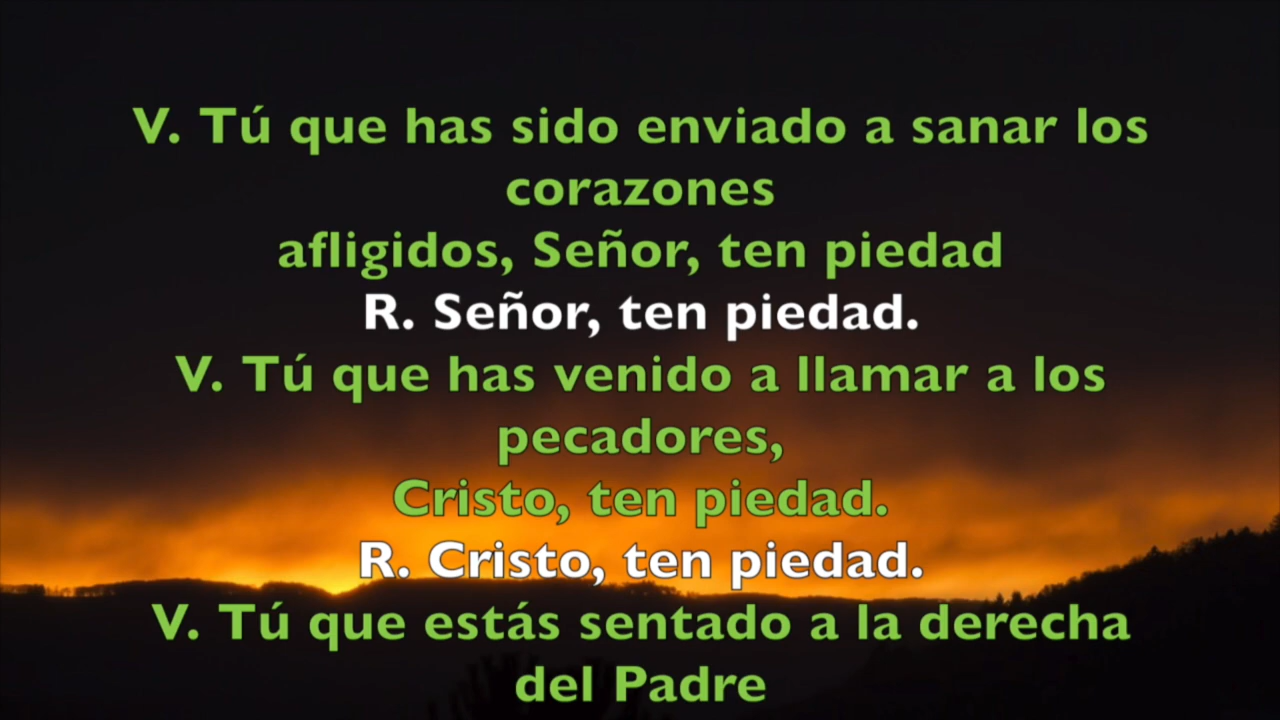 V. Tú que has sido enviado a sanar los
corazones
afligidos, Señor, ten piedad
R. Señor, ten piedad.
V. Tú que has venido a llamar a los
pecadores,
Cristo, ten piedad.
R. Cristo, ten piedad.
V. Tú que estás sentado a la derecha
del Padre